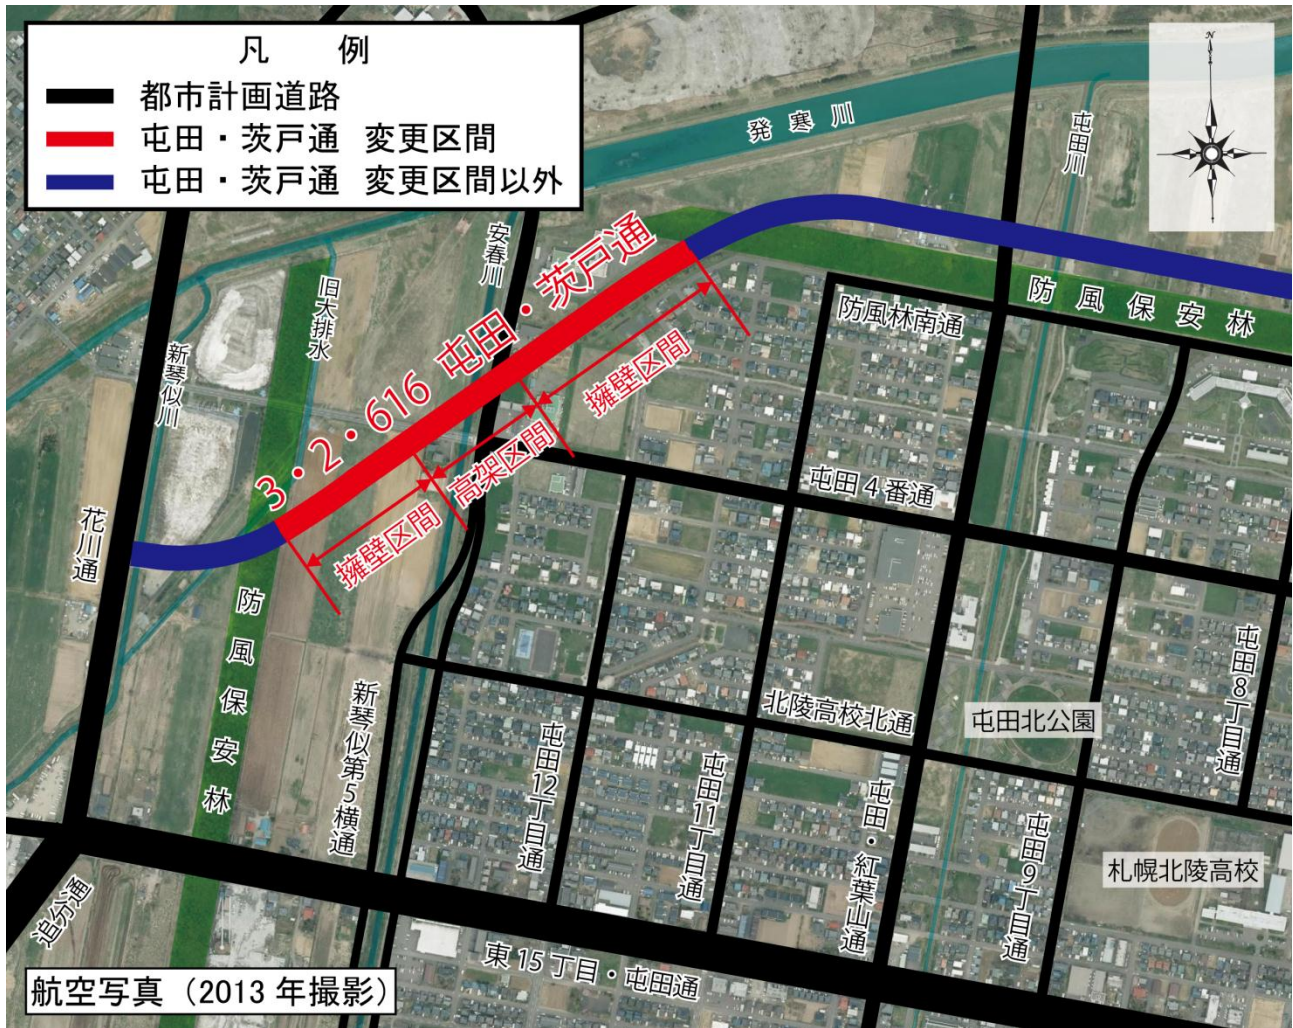 凡　例
都市計画道路
屯田・茨戸通 変更区間
屯田・茨戸通 変更区間以外
N
発寒川
屯田川
安春川
旧大排水
新琴似川
3・2・616 屯田・茨戸通
防風保安林
防風林南通
擁壁区間
高架区間
擁壁区間
屯田4番通
花川通
防風保安林
北陵高校北通
屯田北公園
屯田8丁目通
新琴似第5横通
屯田12丁目通
屯田11丁目通
屯田・紅葉山通
屯田9丁目通
札幌北陵高校
追分通
東15丁目・屯田通
航空写真（2013年撮影）